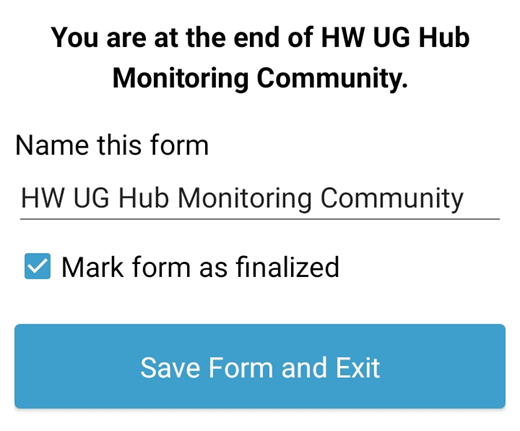 You are at the end of HW UG Hub
Monitoring Community.
Name this form
HW UG Hub Monitoring Community
Mark form as finalized
Save Form and Exit